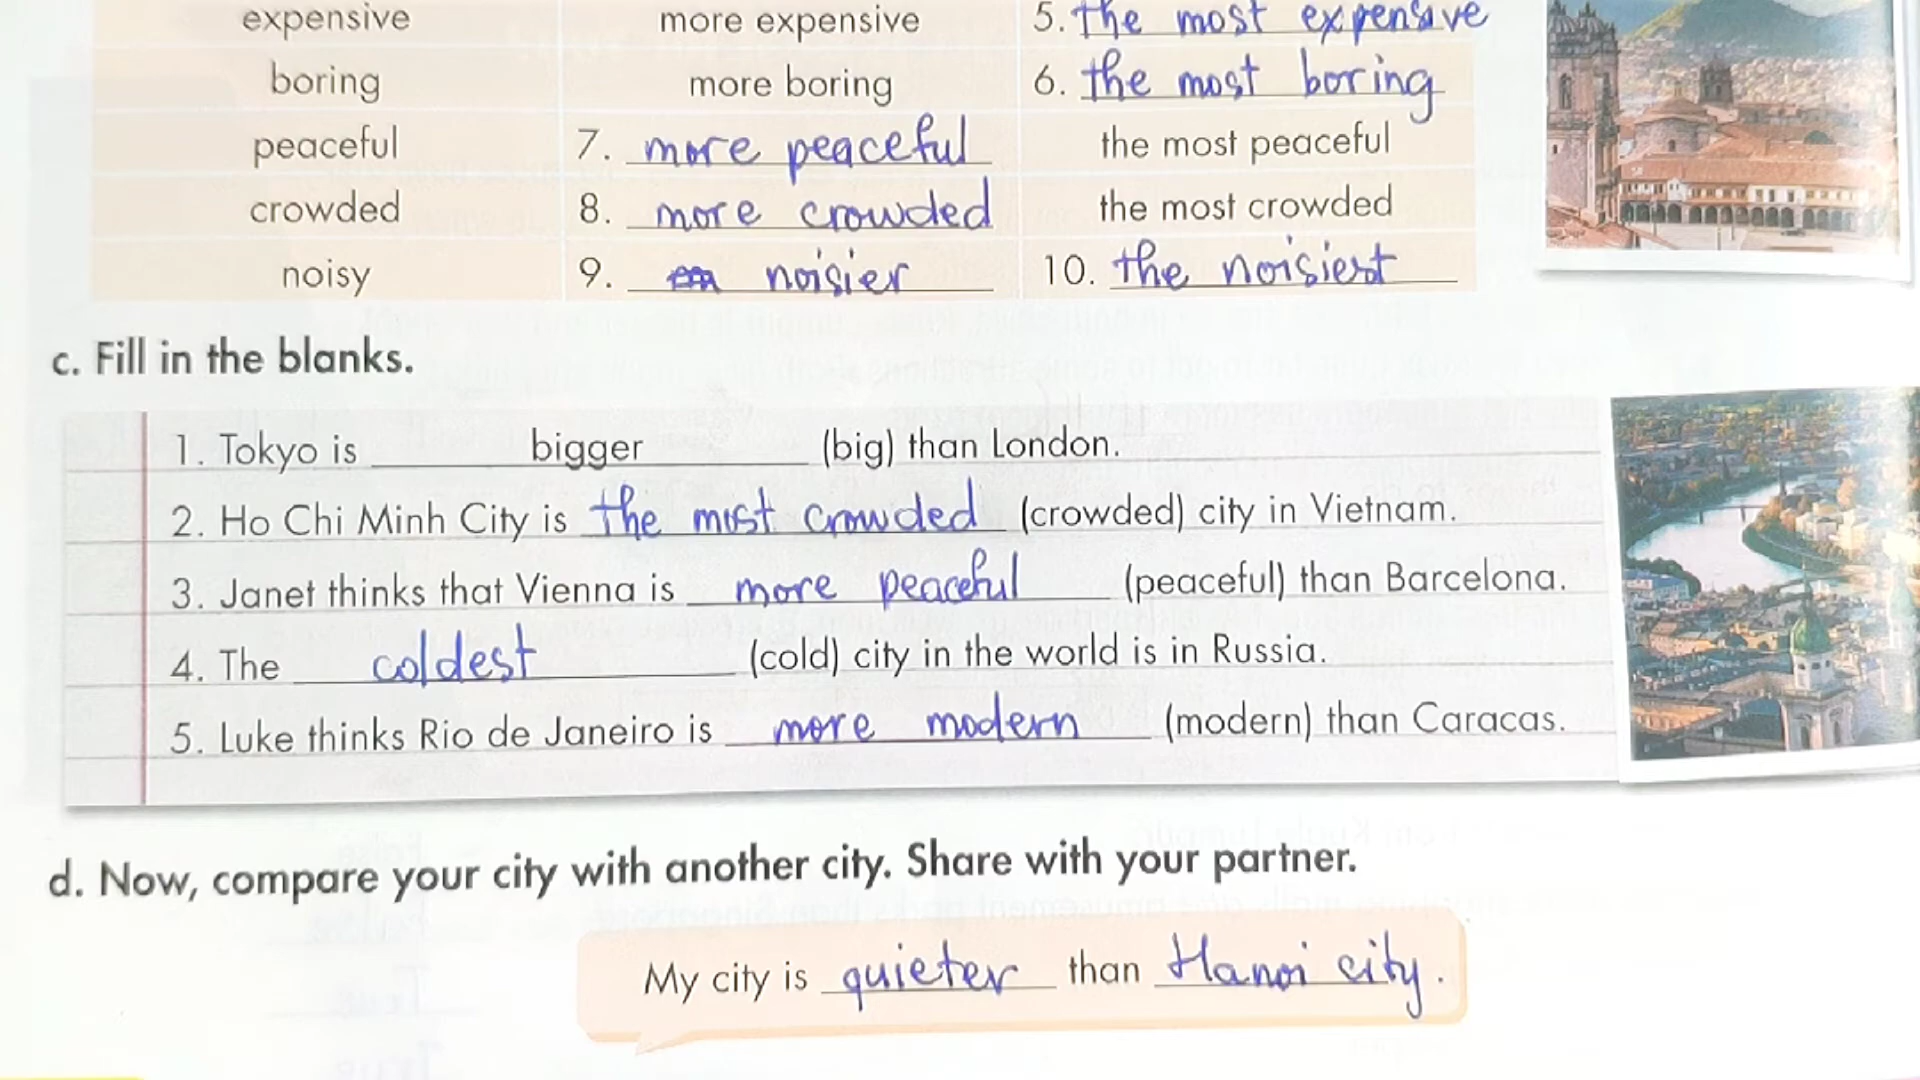 expensive more expensive 5. the most expensive
boring more boring 6. the most boring
peaceful 7. more peaceful the most peaceful
crowded 8. more crowded the most crowded
noisy 9. noisier 10. the noisiest
c. Fill in the blanks.
1. Tokyo is bigger (big) than London.
2. Ho Chi Minh City is the most crowded (crowded) city in Vietnam.
3. Janet thinks that Vienna is more peaceful (peaceful) than Barcelona.
4. The coldest (cold) city in the world is in Russia.
5. Luke thinks Rio de Janeiro is more modern (modern) than Caracas.
d. Now, compare your city with another city. Share with your partner.
My city is quieter than Hanoi city.